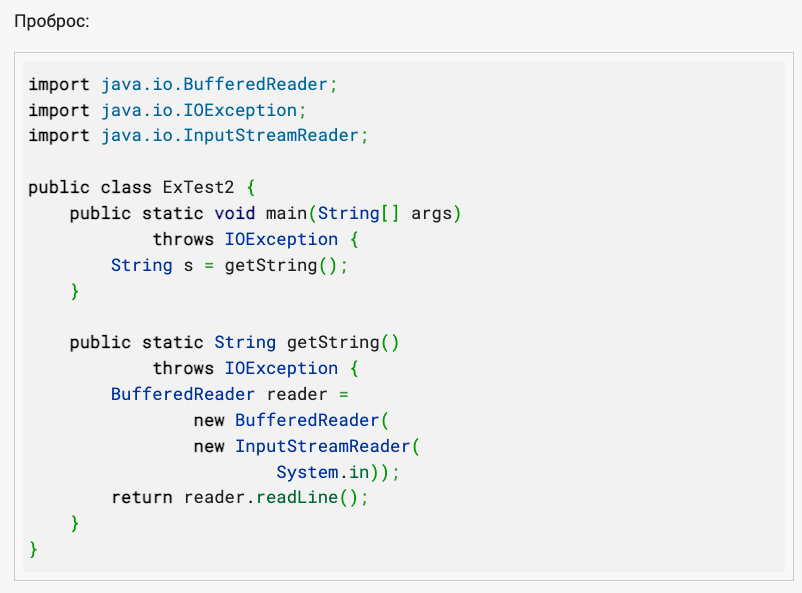 Проброс:
import java.io.BufferedReader;
import java.io.IOException;
import java.io.InputStreamReader;
public class ExTest2 {
    public static void main(String[] args)
            throws IOException {
        String s = getString();
    }
    public static String getString()
            throws IOException {
        BufferedReader reader =
                new BufferedReader(
                new InputStreamReader(
                        System.in));
        return reader.readLine();
    }
}